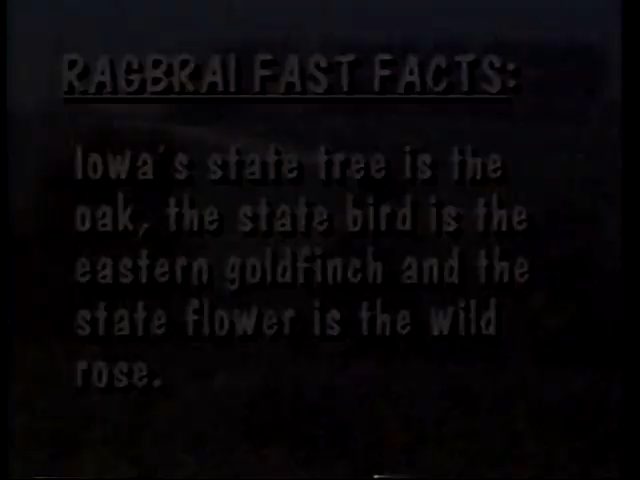 RAGBRAI FAST FACTS:
Iowa's state tree is the
oak, the state bird is the
eastern goldfinch and the
state flower is the wild
rose.